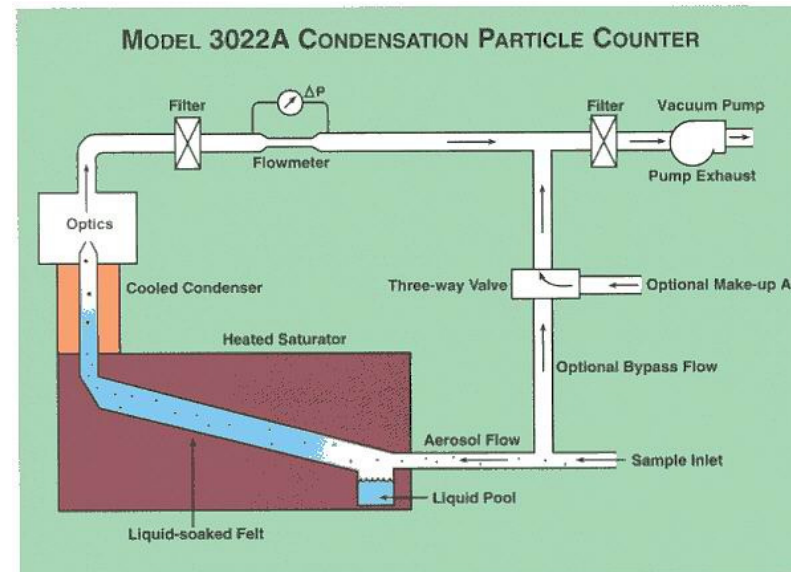 MODEL 3022A CONDENSATION PARTICLE COUNTER
ΔP
Filter
Filter
Vacuum Pump
Flowmeter
Pump Exhaust
Optics
Cooled Condenser
Three-way Valve
Optional Make-up A
Heated Saturator
Optional Bypass Flow
Aerosol Flow
Sample Inlet
Liquid Pool
Liquid-soaked Felt